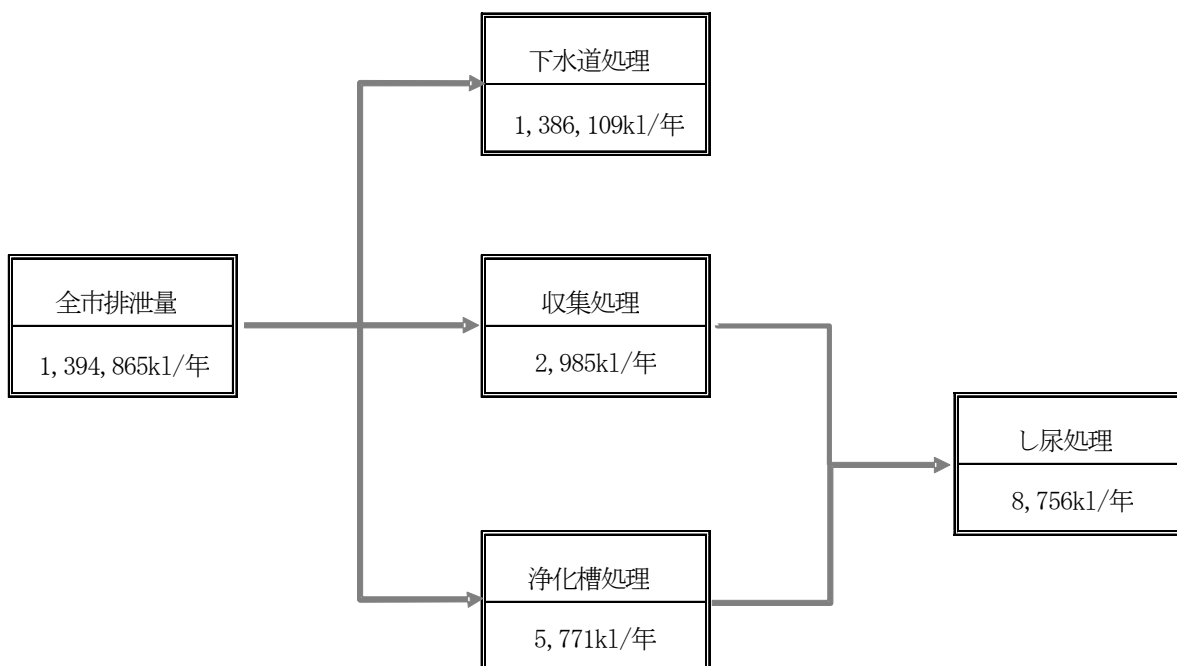 下水道処理
1,386,109kl/年
全市排泄量
1,394,865kl/年
収集処理
2,985kl/年
し尿処理
8,756kl/年
浄化槽処理
5,771kl/年